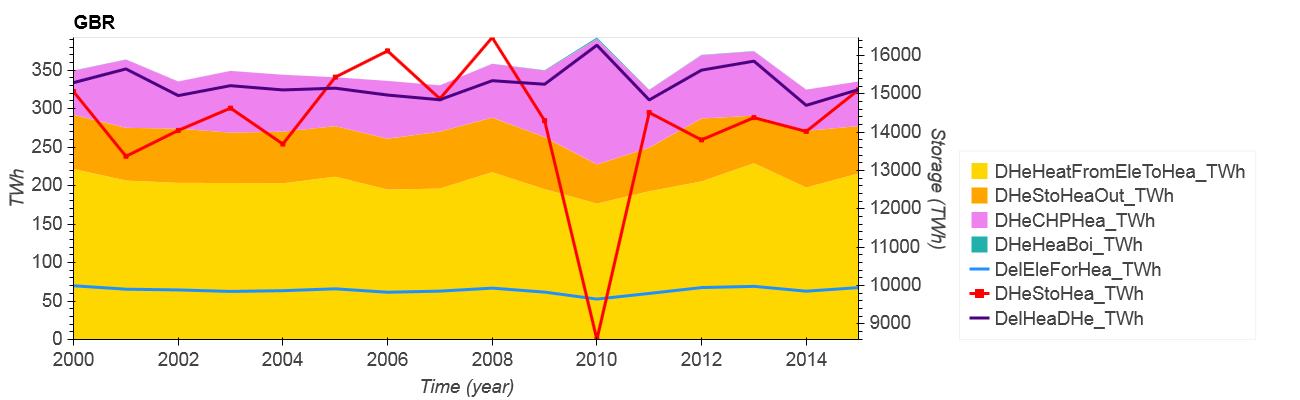 GBR
350
300
250
200
150
100
50
0
TWh
2000
2002
2004
2006
2008
2010
2012
2014
Time (year)
16000
15000
14000
13000
12000
11000
10000
9000
Storage (TWh)
DHeHeatFromEleToHea_TWh
DHeStoHeaOut_TWh
DHeCHPHea_TWh
DHeHeaBoi_TWh
DelEleForHea_TWh
DHeStoHea_TWh
DelHeaDHe_TWh